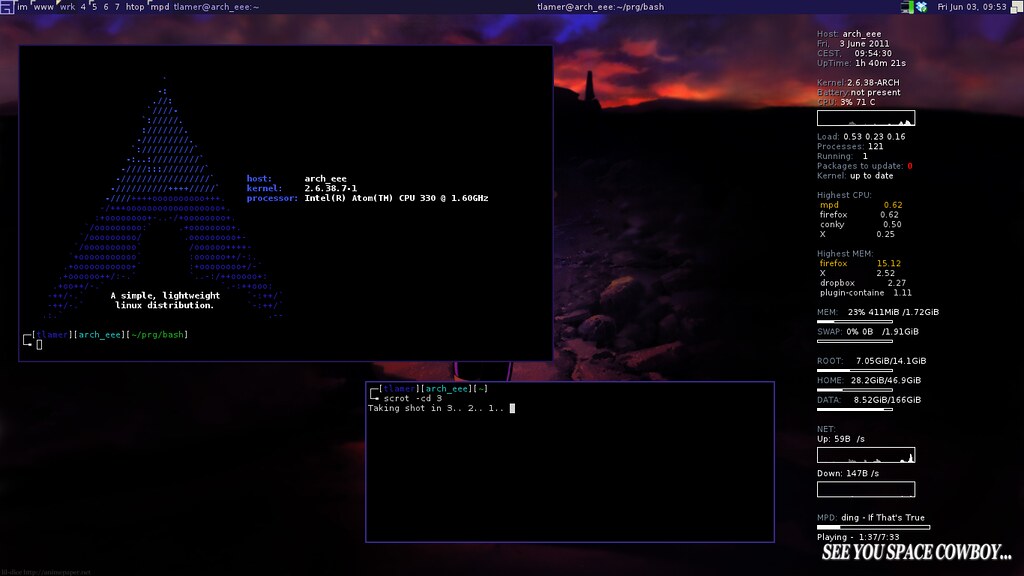 im www wrk 4 5 6 7 htop mpd tlamer@arch_eee:~
tlamer@arch_eee:~/prg/bash
Fri Jun 03, 09:53
host: arch_eee
kernel: 2.6.38.7-1
processor: Intel(R) Atom(TM) CPU 330 @ 1.60GHz
A simple, lightweight
linux distribution.
[tlamer][arch_eee][~/prg/bash]
[tlamer][arch_eee][~]
scrot -cd 3
Taking shot in 3.. 2.. 1..
Host: arch_eee
Fri, 3 June 2011
CEST, 09:54:30
UpTime: 1h 40m 21s
Kernel:2.6.38-ARCH
Battery:not present
CPU: 3% 71 C
Load: 0.53 0.23 0.16
Processes: 121
Running: 1
Packages to update: 0
Kernel: up to date
Highest CPU:
mpd 0.62
firefox 0.62
conky 0.50
X 0.25
Highest MEM:
firefox 15.12
X 2.52
dropbox 2.27
plugin-containe 1.11
MEM: 23% 411MiB /1.72GiB
SWAP: 0% 0B /1.91GiB
ROOT: 7.05GiB/14.1GiB
HOME: 28.2GiB/46.9GiB
DATA: 8.52GiB/166GiB
NET:
Up: 59B /s
Down: 147B /s
MPD: ding - If That's True
Playing - 1:37/7:33
SEE YOU SPACE COWBOY...